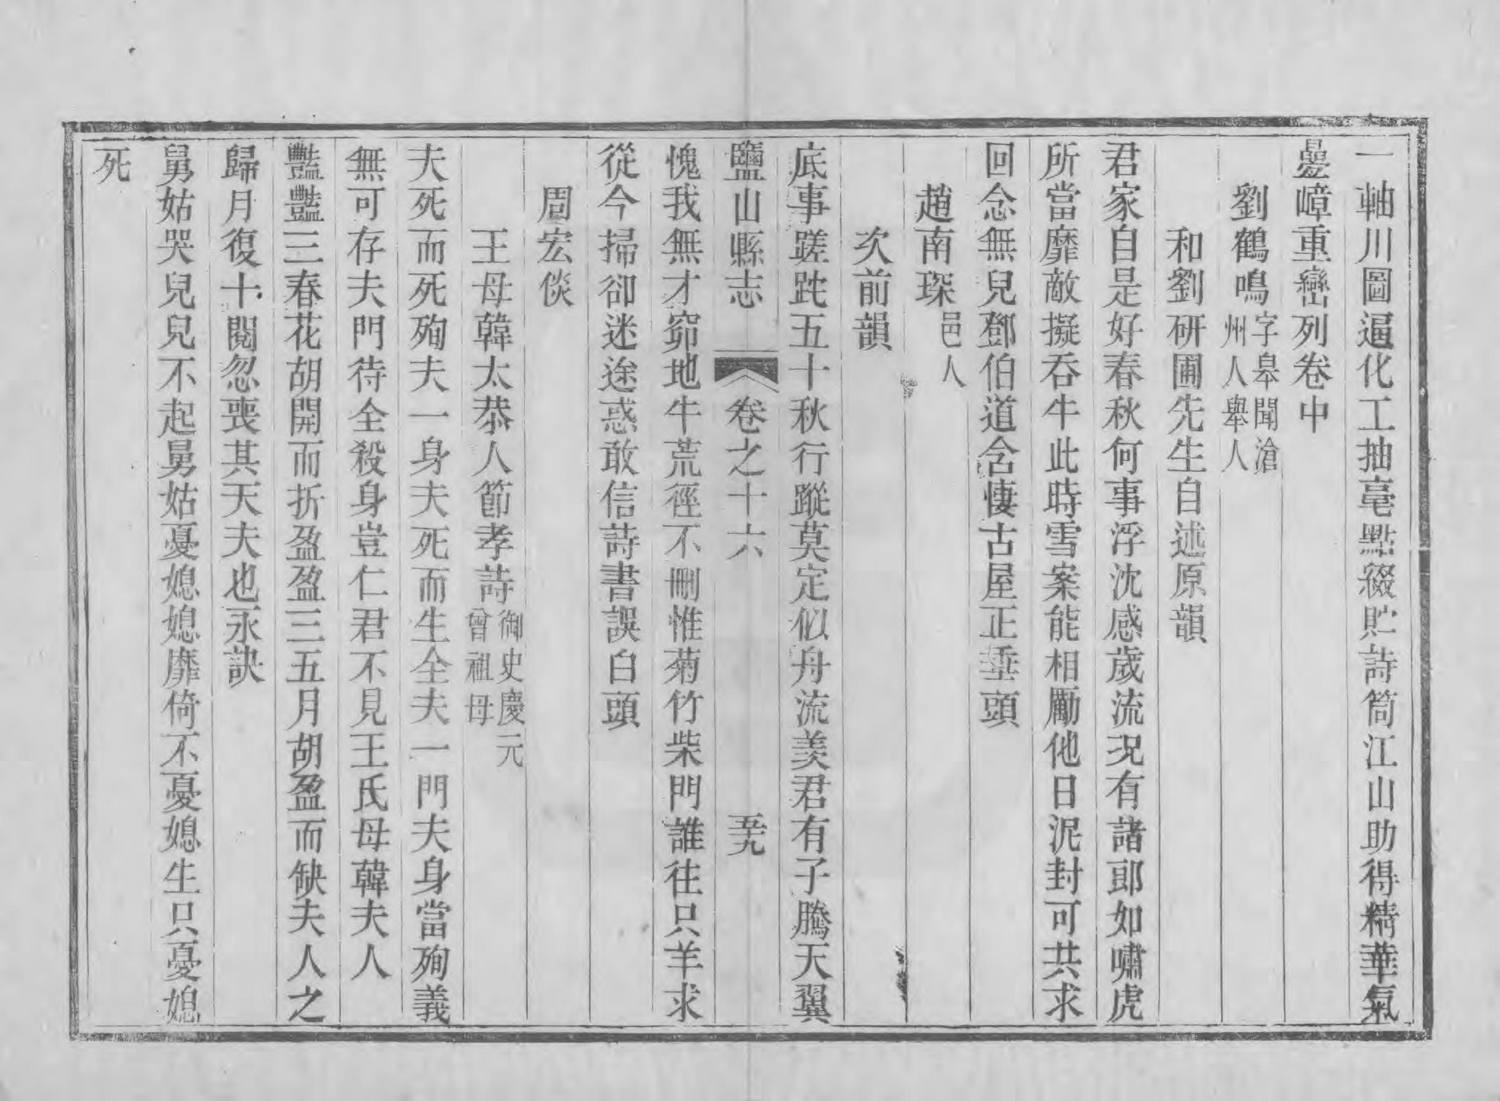 一軸川圖逼化工抽毫點綴貯詩筒江山助得精華氣
疊嶂重巒列卷中
劉鶴鳴字皋聞滄州人舉人
和劉研圃先生自述原韻
君家自是好春秋何事浮沈感歲流況有諸郎如嘯虎
所當靡敵擬吞牛此時雪案能相勵他日泥封可共求
回念無兒鄧伯道含悽古屋正垂頭
趙南琛邑人
次前韻
底事蹉跎五十秋行蹤莫定似舟流羨君有子騰天翼
鹽山縣志 卷之十六 五九
愧我無才窮地牛荒徑不刪惟菊竹柴門誰往只羊求
從今掃卻迷途惑敢信詩書誤白頭
周宏倓
王母韓太恭人節孝詩御史慶元曾祖母
夫死而死殉夫一身夫死而生全夫一門夫身當殉義
無可存夫門待全殺身豈仁君不見王氏母韓夫人
豔豔三春花胡開而折盈盈三五月胡盈而缺夫人之
歸月復十閱忽喪其天夫也永訣
舅姑哭兒兒不起舅姑憂媳媳靡倚不憂媳生只憂媳
死